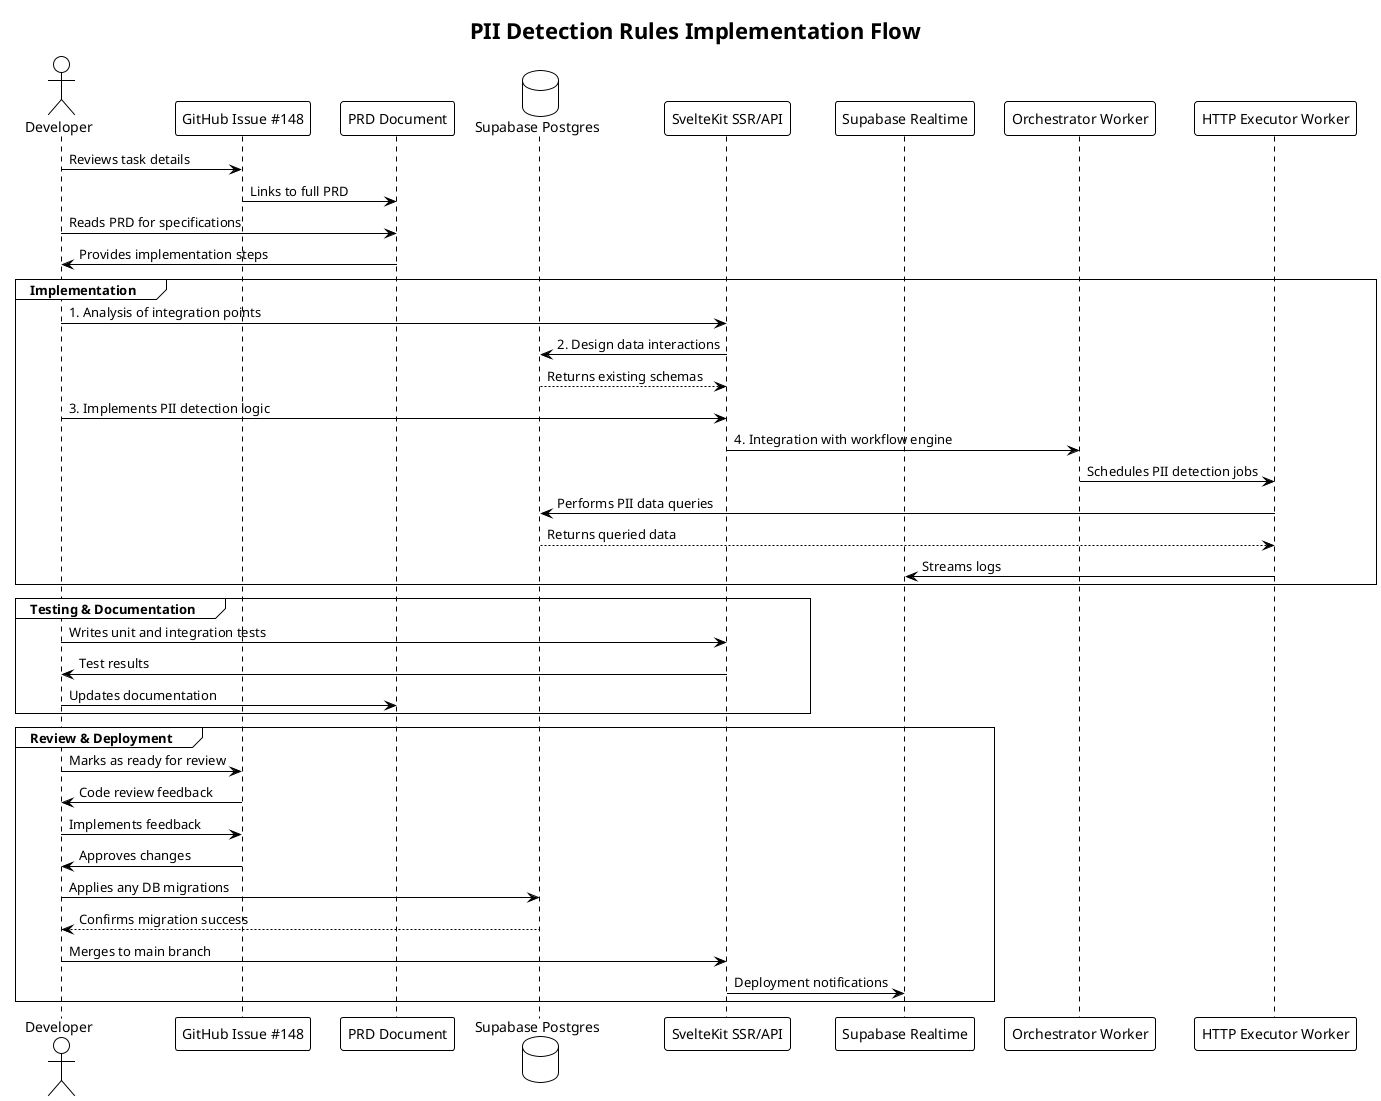 PII Detection Rules Implementation Flow
Developer
GitHub Issue #148
PRD Document
Supabase Postgres
SvelteKit SSR/API
Supabase Realtime
Orchestrator Worker
HTTP Executor Worker
Reviews task details
Links to full PRD
Reads PRD for specifications
Provides implementation steps
Implementation
1. Analysis of integration points
2. Design data interactions
Returns existing schemas
3. Implements PII detection logic
4. Integration with workflow engine
Schedules PII detection jobs
Performs PII data queries
Returns queried data
Streams logs
Testing & Documentation
Writes unit and integration tests
Test results
Updates documentation
Review & Deployment
Marks as ready for review
Code review feedback
Implements feedback
Approves changes
Applies any DB migrations
Confirms migration success
Merges to main branch
Deployment notifications
Developer
GitHub Issue #148
PRD Document
Supabase Postgres
SvelteKit SSR/API
Supabase Realtime
Orchestrator Worker
HTTP Executor Worker